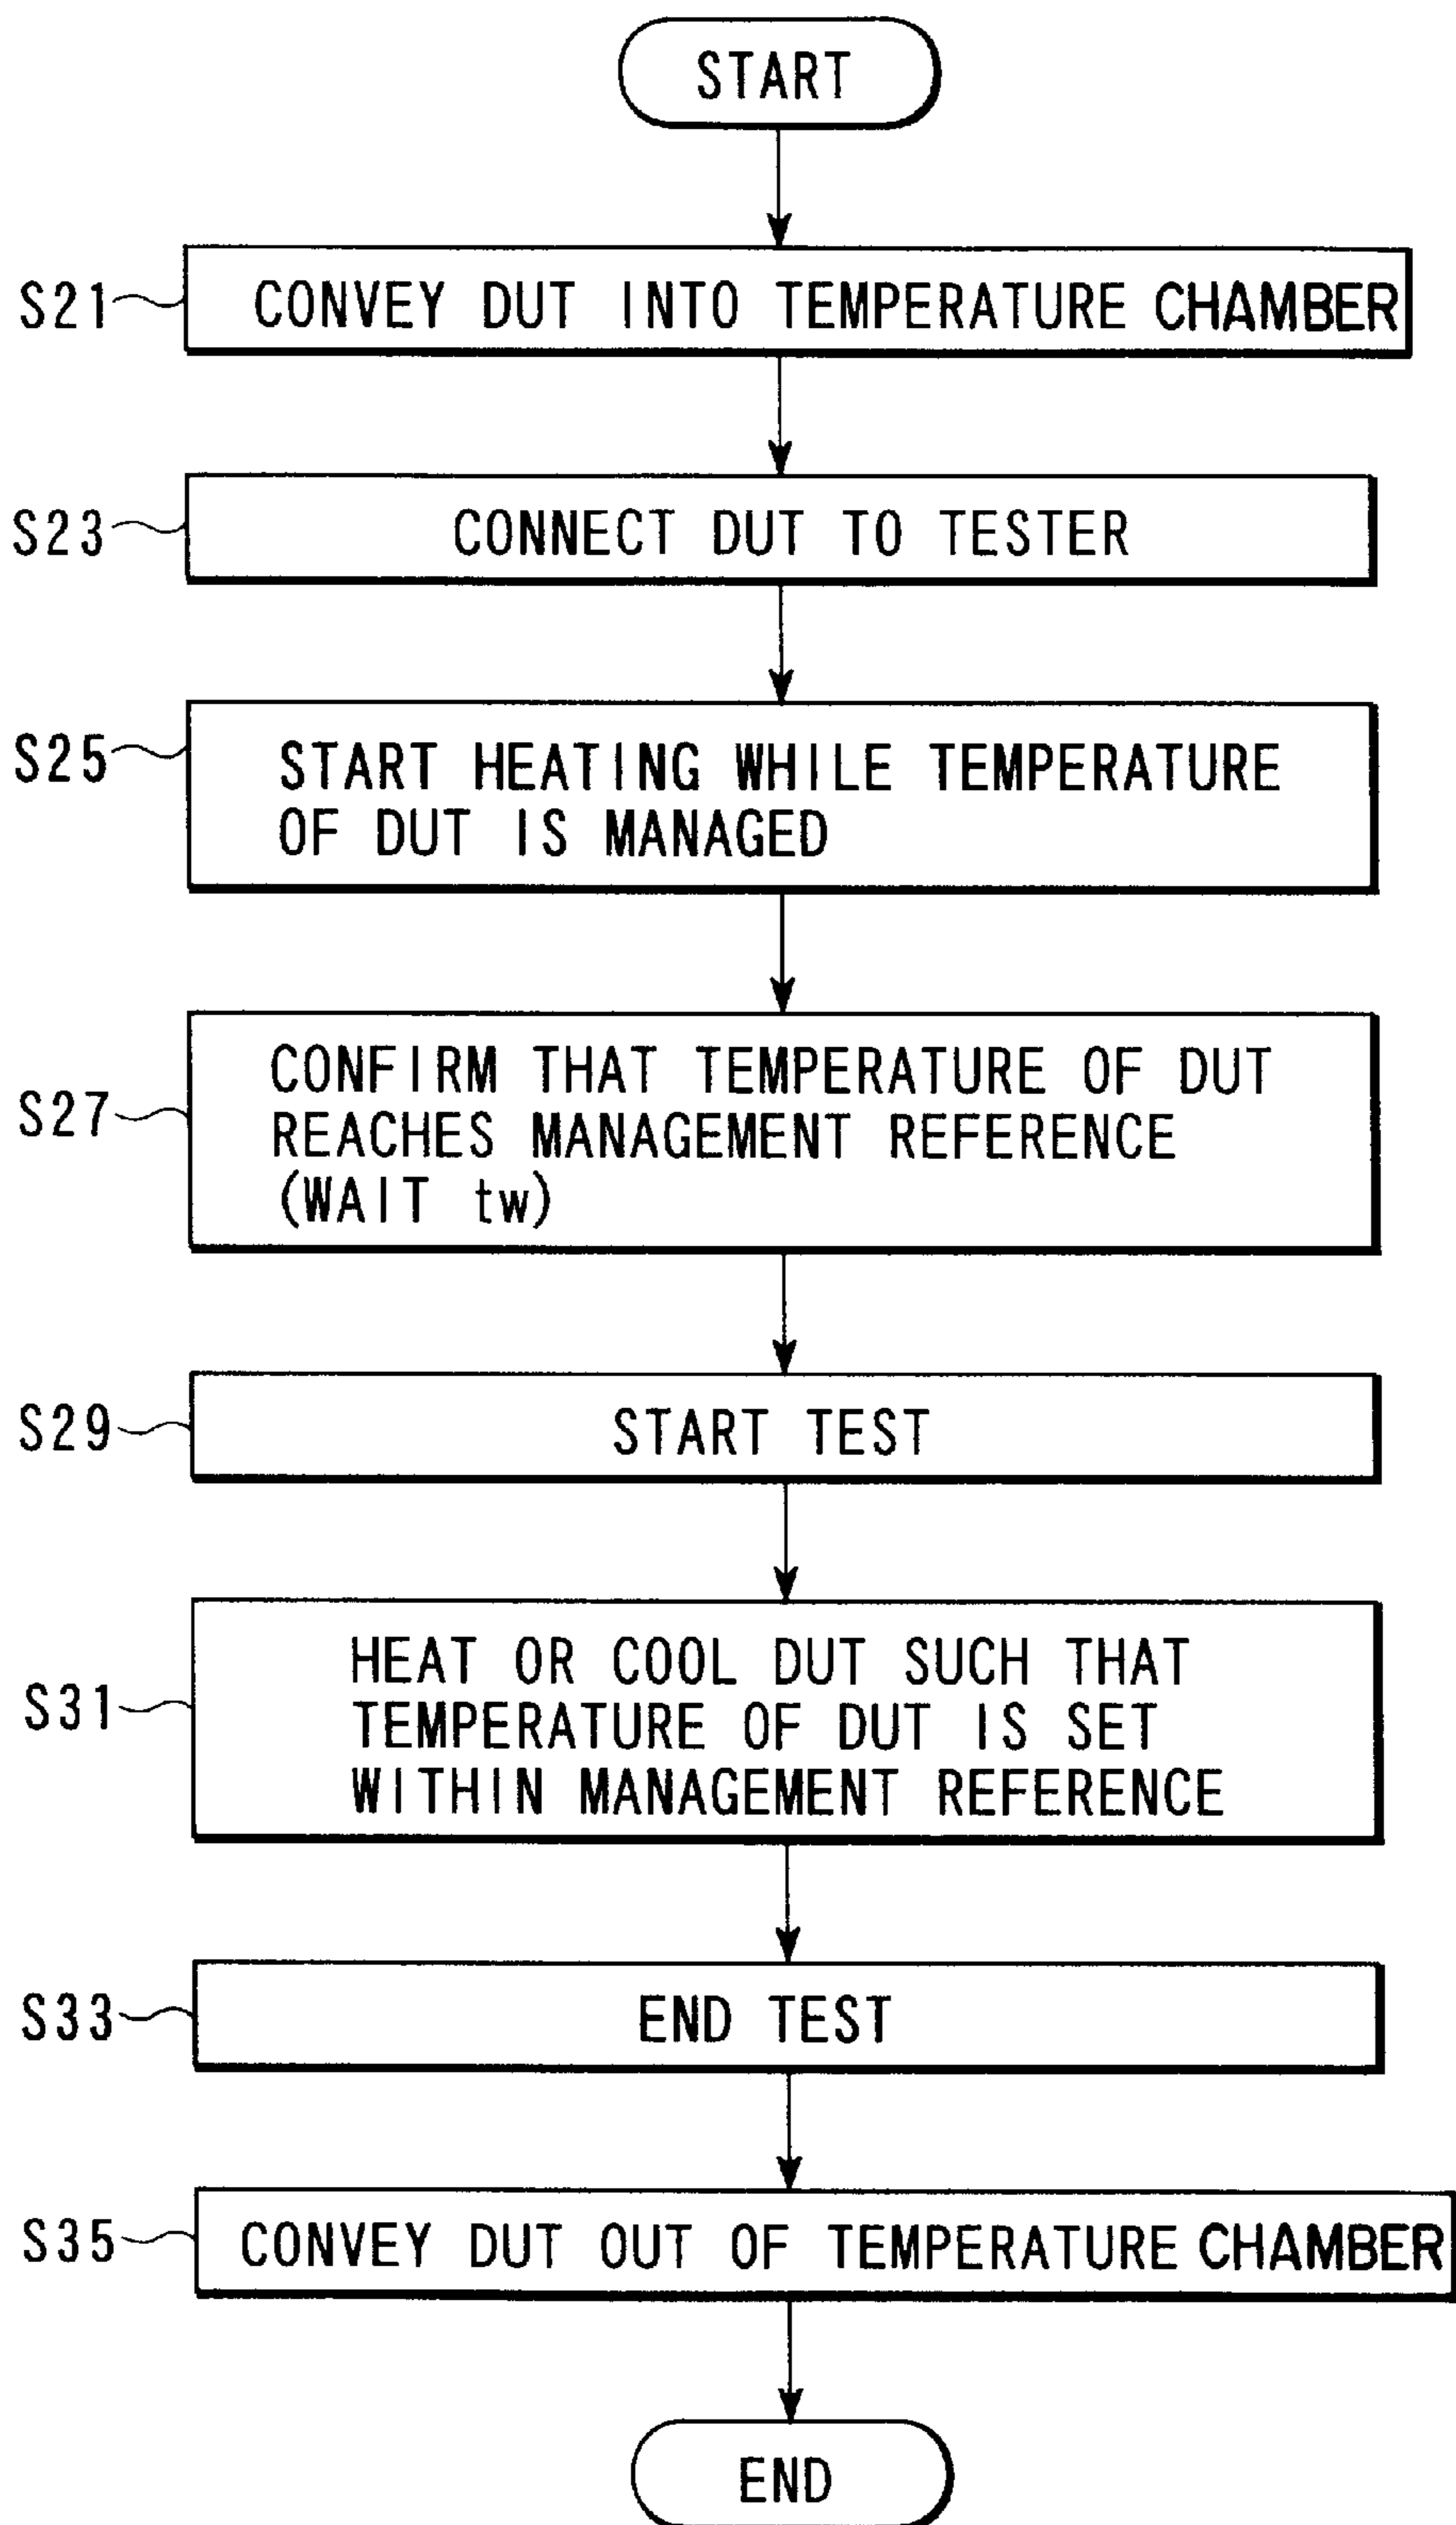 START
S21
CONVEY DUT INTO TEMPERATURE CHAMBER
S23
CONNECT DUT TO TESTER
S25
START HEATING WHILE TEMPERATURE
OF DUT IS MANAGED
S27
CONFIRM THAT TEMPERATURE OF DUT
REACHES MANAGEMENT REFERENCE
(WAIT tw)
S29
START TEST
S31
HEAT OR COOL DUT SUCH THAT
TEMPERATURE OF DUT IS SET
WITHIN MANAGEMENT REFERENCE
S33
END TEST
S35
CONVEY DUT OUT OF TEMPERATURE CHAMBER
END